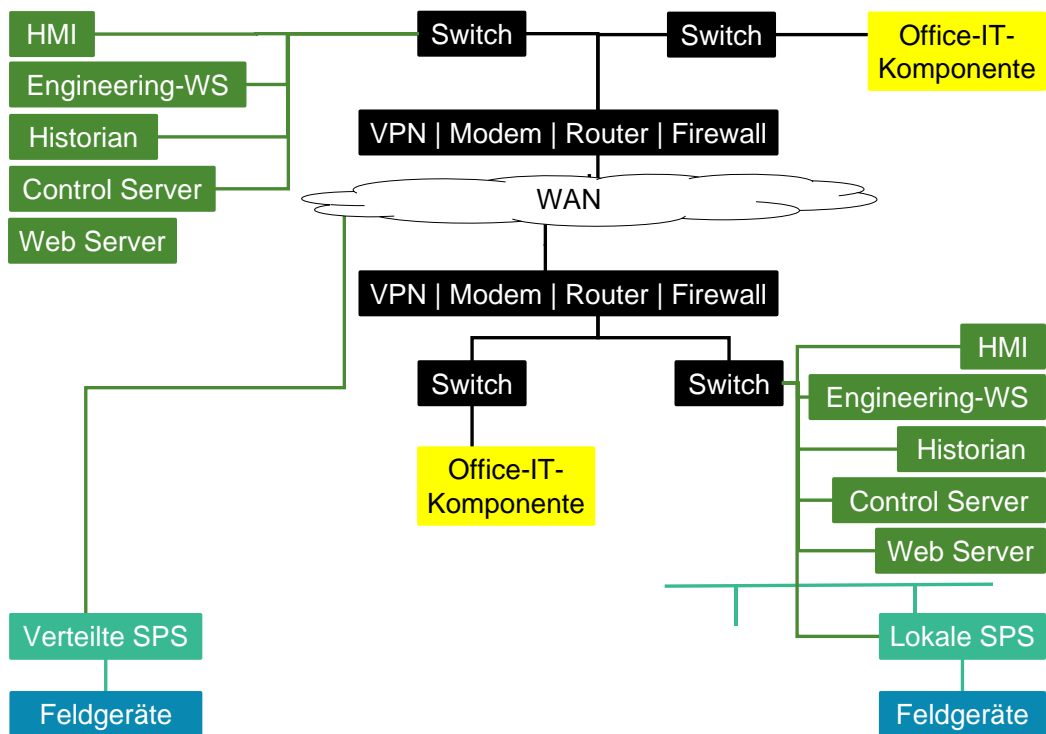 HMI
Switch
Switch
Office-IT-
Komponente
Engineering-WS
Historian
VPN | Modem | Router | Firewall
Control Server
WAN
Web Server
VPN | Modem | Router | Firewall
HMI
Switch
Switch
Engineering-WS
Historian
Office-IT-
Komponente
Control Server
Web Server
Verteilte SPS
Lokale SPS
Feldgeräte
Feldgeräte